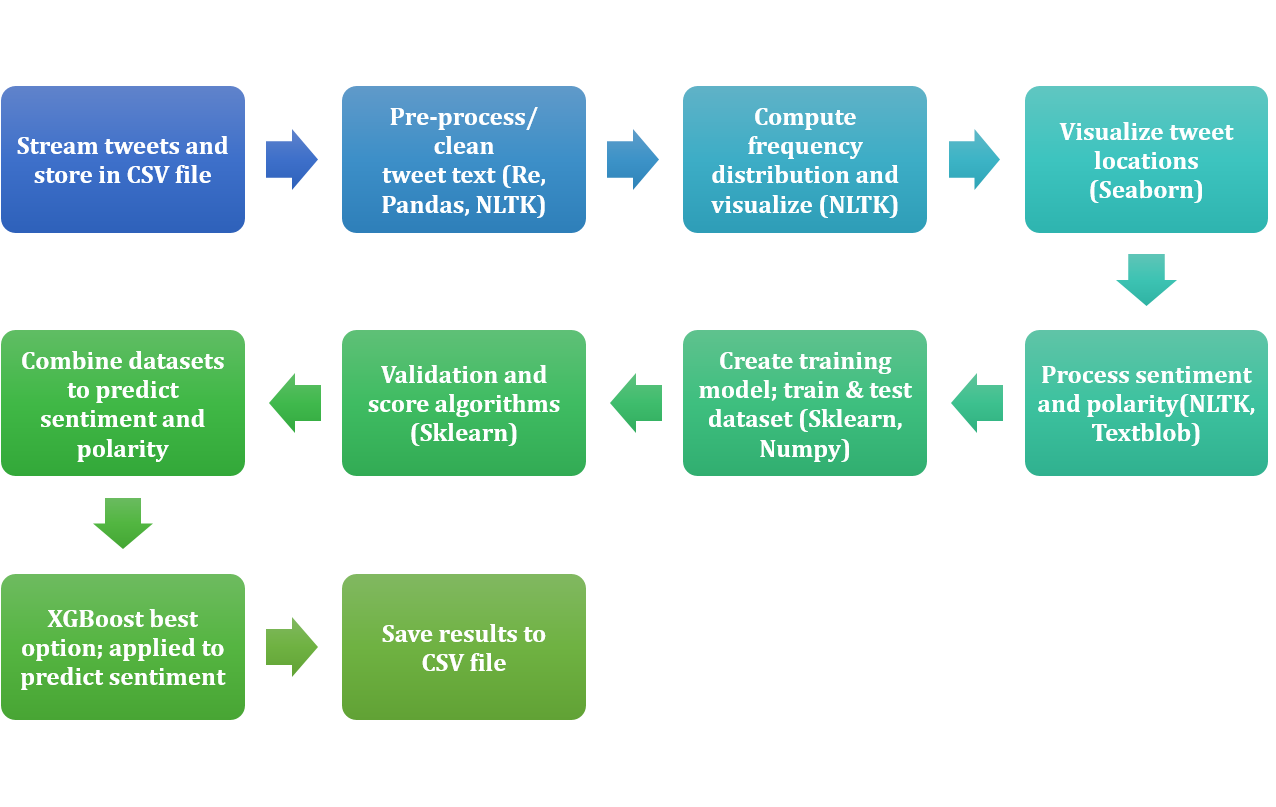 Stream tweets and
store in CSV file
Pre-process/
clean
tweet text (Re,
Pandas, NLTK)
Compute
frequency
distribution and
visualize (NLTK)
Visualize tweet
locations
(Seaborn)
Process sentiment
and polarity(NLTK,
Textblob)
Create training
model; train & test
dataset (Sklearn,
Numpy)
Validation and
score algorithms
(Sklearn)
Combine datasets
to predict
sentiment and
polarity
XGBoost best
option; applied to
predict sentiment
Save results to
CSV file